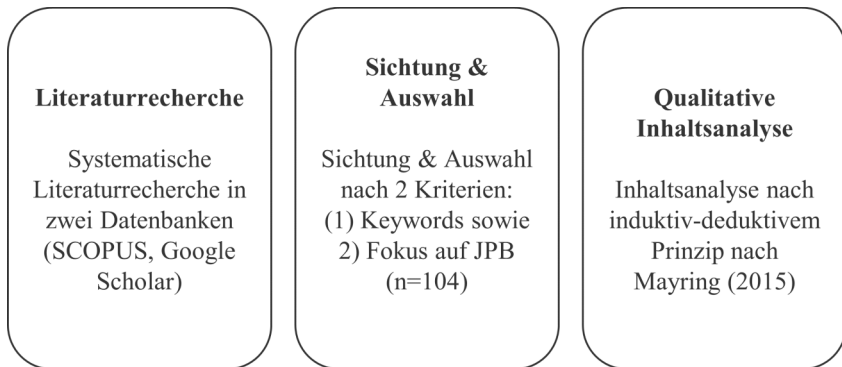 Literaturrecherche
Systematische
Literaturrecherche in
zwei Datenbanken
(SCOPUS, Google
Scholar)
Sichtung &
Auswahl
Sichtung & Auswahl
nach 2 Kriterien:
(1) Keywords sowie
2) Fokus auf JPB
(n=104)
Qualitative
Inhaltsanalyse
Inhaltsanalyse nach
induktiv-deduktivem
Prinzip nach
Mayring (2015)